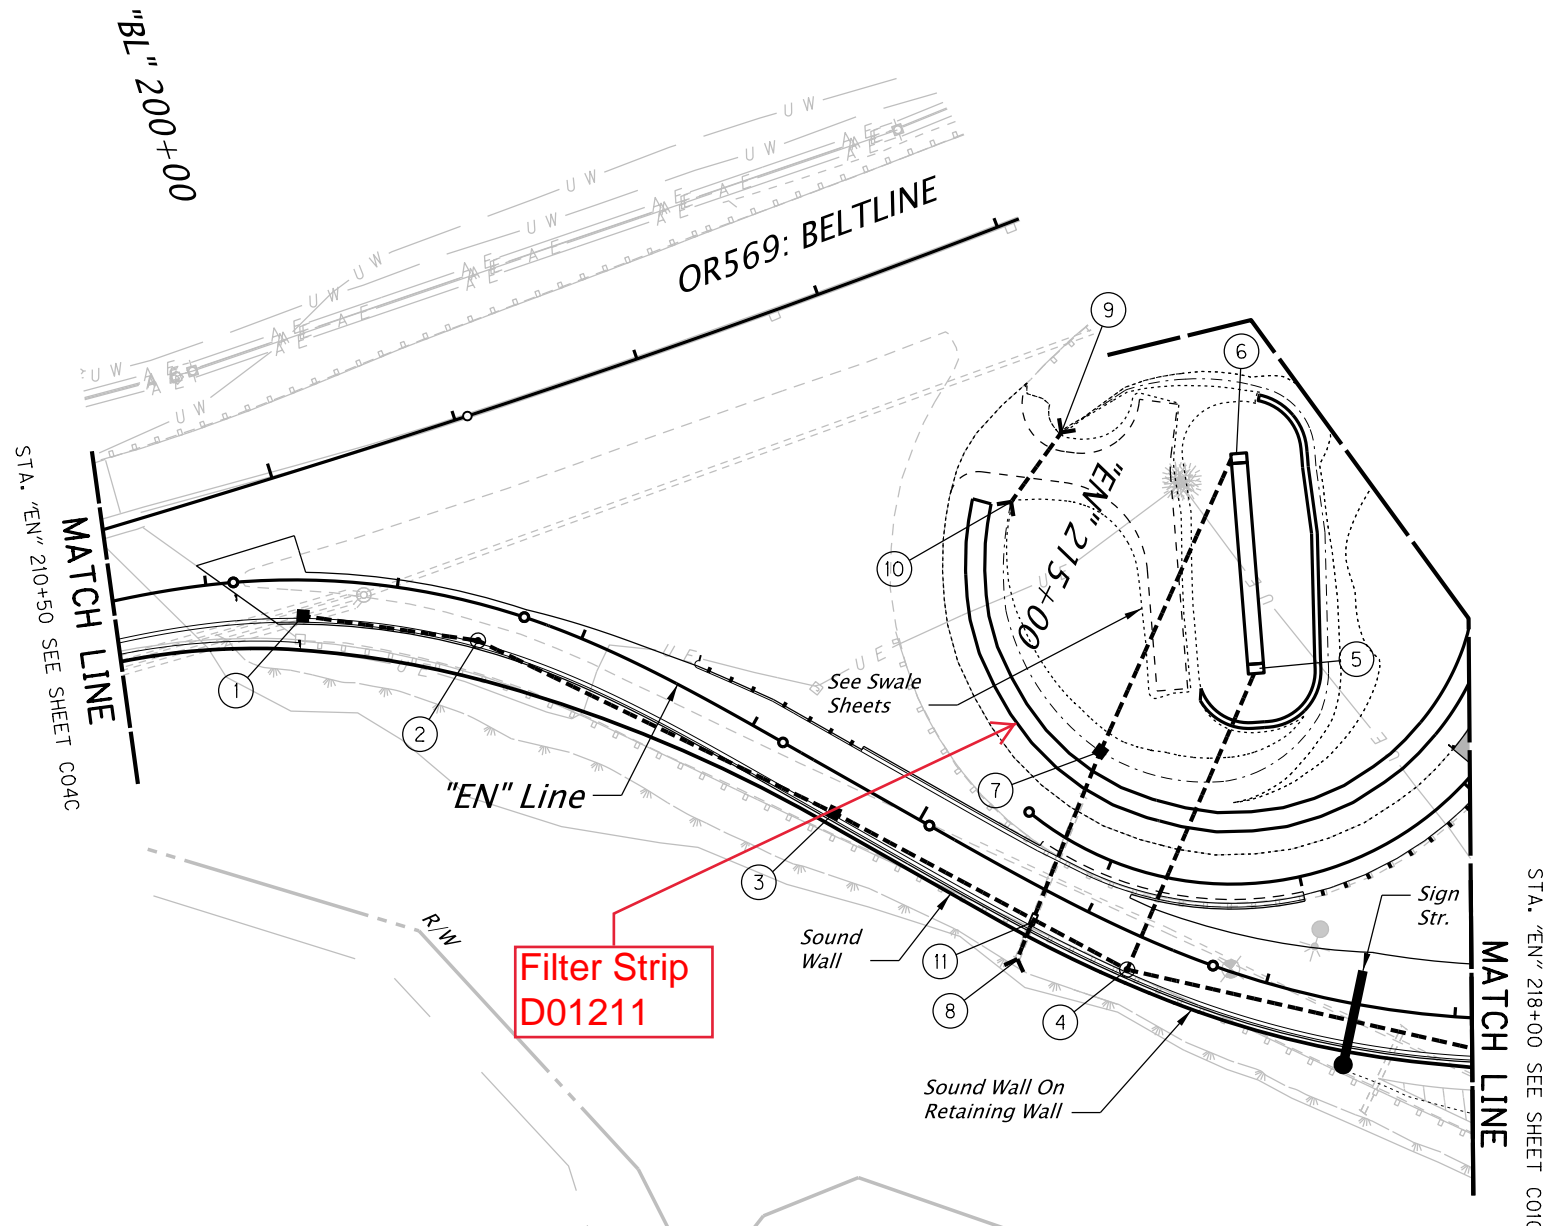 "BL" 200+00
U W
U W
U W
U W
U W
U W
U W
U W
A E
A E
A E
A E
A E
A E
A E
A E
OR569: BELTLINE
9
6
"EN" 215+00
10
5
7
See Swale
Sheets
U E
U E
U E
MATCH LINE
STA. "EN" 210+50 SEE SHEET C04C
1
2
"EN" Line
3
Sound
Wall
11
8
4
Sign
Str.
R/W
Filter Strip
D01211
Sound Wall On
Retaining Wall
MATCH LINE
STA. "EN" 218+00 SEE SHEET